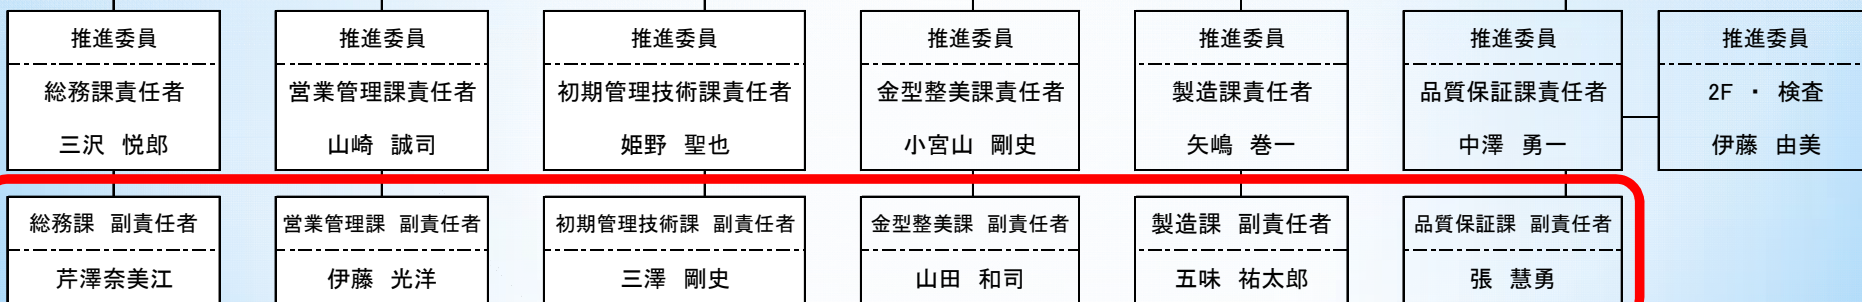 推進委員
総務課責任者
三沢 悦郎
推進委員
営業管理課責任者
山崎 誠司
推進委員
初期管理技術課責任者
姫野 聖也
推進委員
金型整美課責任者
小宮山 剛史
推進委員
製造課責任者
矢嶋 巻一
推進委員
品質保証課責任者
中澤 勇一
推進委員
2F ・ 検査
伊藤 由美
総務課 副責任者
芹澤奈美江
営業管理課 副責任者
伊藤 光洋
初期管理技術課 副責任者
三澤 剛史
金型整美課 副責任者
山田 和司
製造課 副責任者
五味 祐太郎
品質保証課 副責任者
張 慧勇